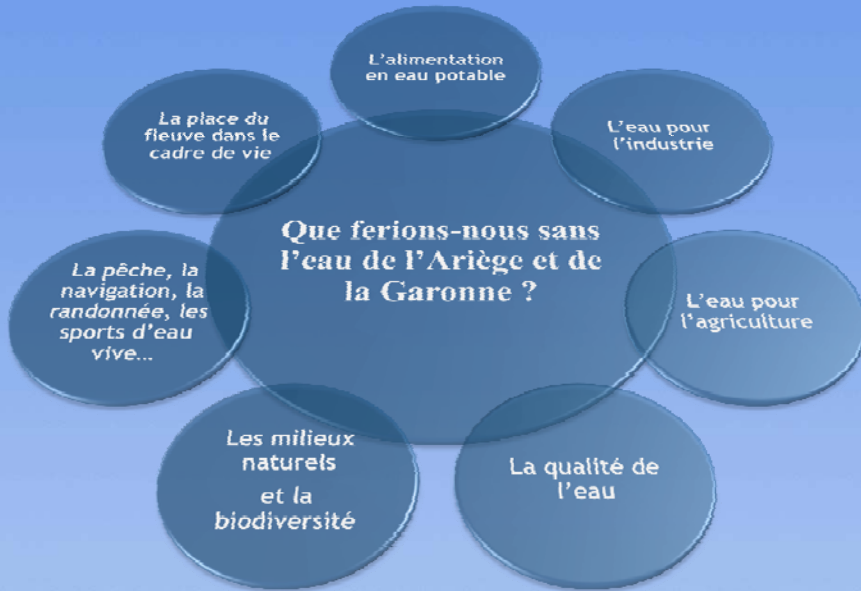 L'alimentation
en eau potable
L'eau pour
l'industrie
L'eau pour
l'agriculture
La qualité de
l'eau
Les milieux
naturels
et la
biodiversité
La pêche, la
navigation, la
randonnée, les
sports d'eau
vive...
La place du
fleuve dans le
cadre de vie
Que ferions-nous sans
l'eau de l'Ariège et de
la Garonne ?